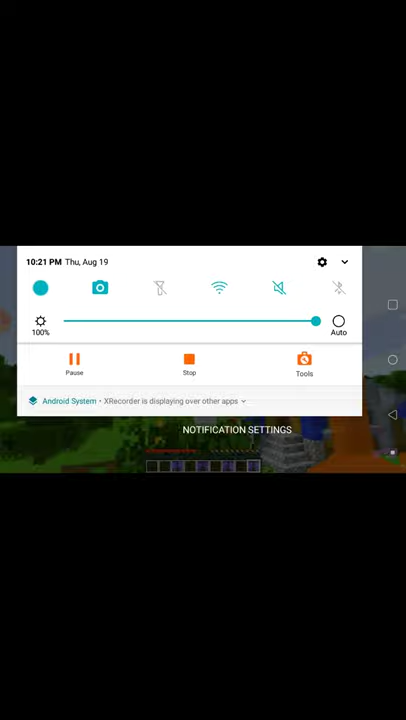 10:21 PM Thu, Aug 19
100%
Auto
Pause
Stop
Tools
Android System • XRecorder is displaying over other apps
NOTIFICATION SETTINGS